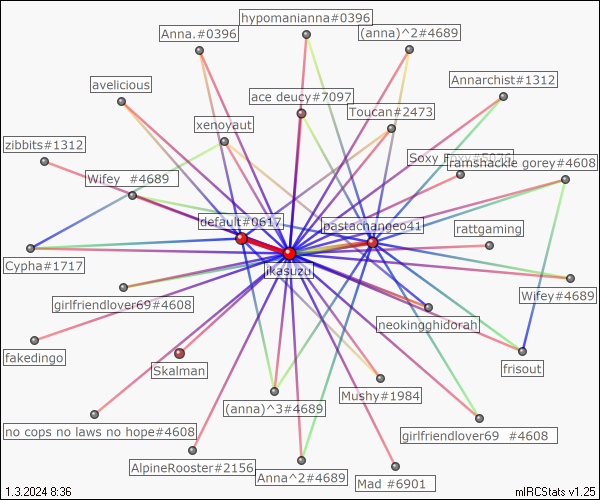 hypomanianna#0396
Anna.#0396
(anna)^2#4689
Annarchist#1312
avelicious
ace deucy#7097
Toucan#2473
xenoyaut
zibbits#1312
Soxy
ramshackle gorey#4608
Wifey #4689
default#0617
pastachangeo41
rattgaming
Cypha#1717
ikasuzu
Wifey#4689
girlfriendlover69#4608
neokingghidorah
fakedingo
Skalman
frisout
Mushy#1984
(anna)^3#4689
no cops no laws no hope#4608
girlfriendlover69 #4608
AlpineRooster#2156
Anna^2#4689
Mad #6901
1.3.2024 8:36
mIRCStats v1.25